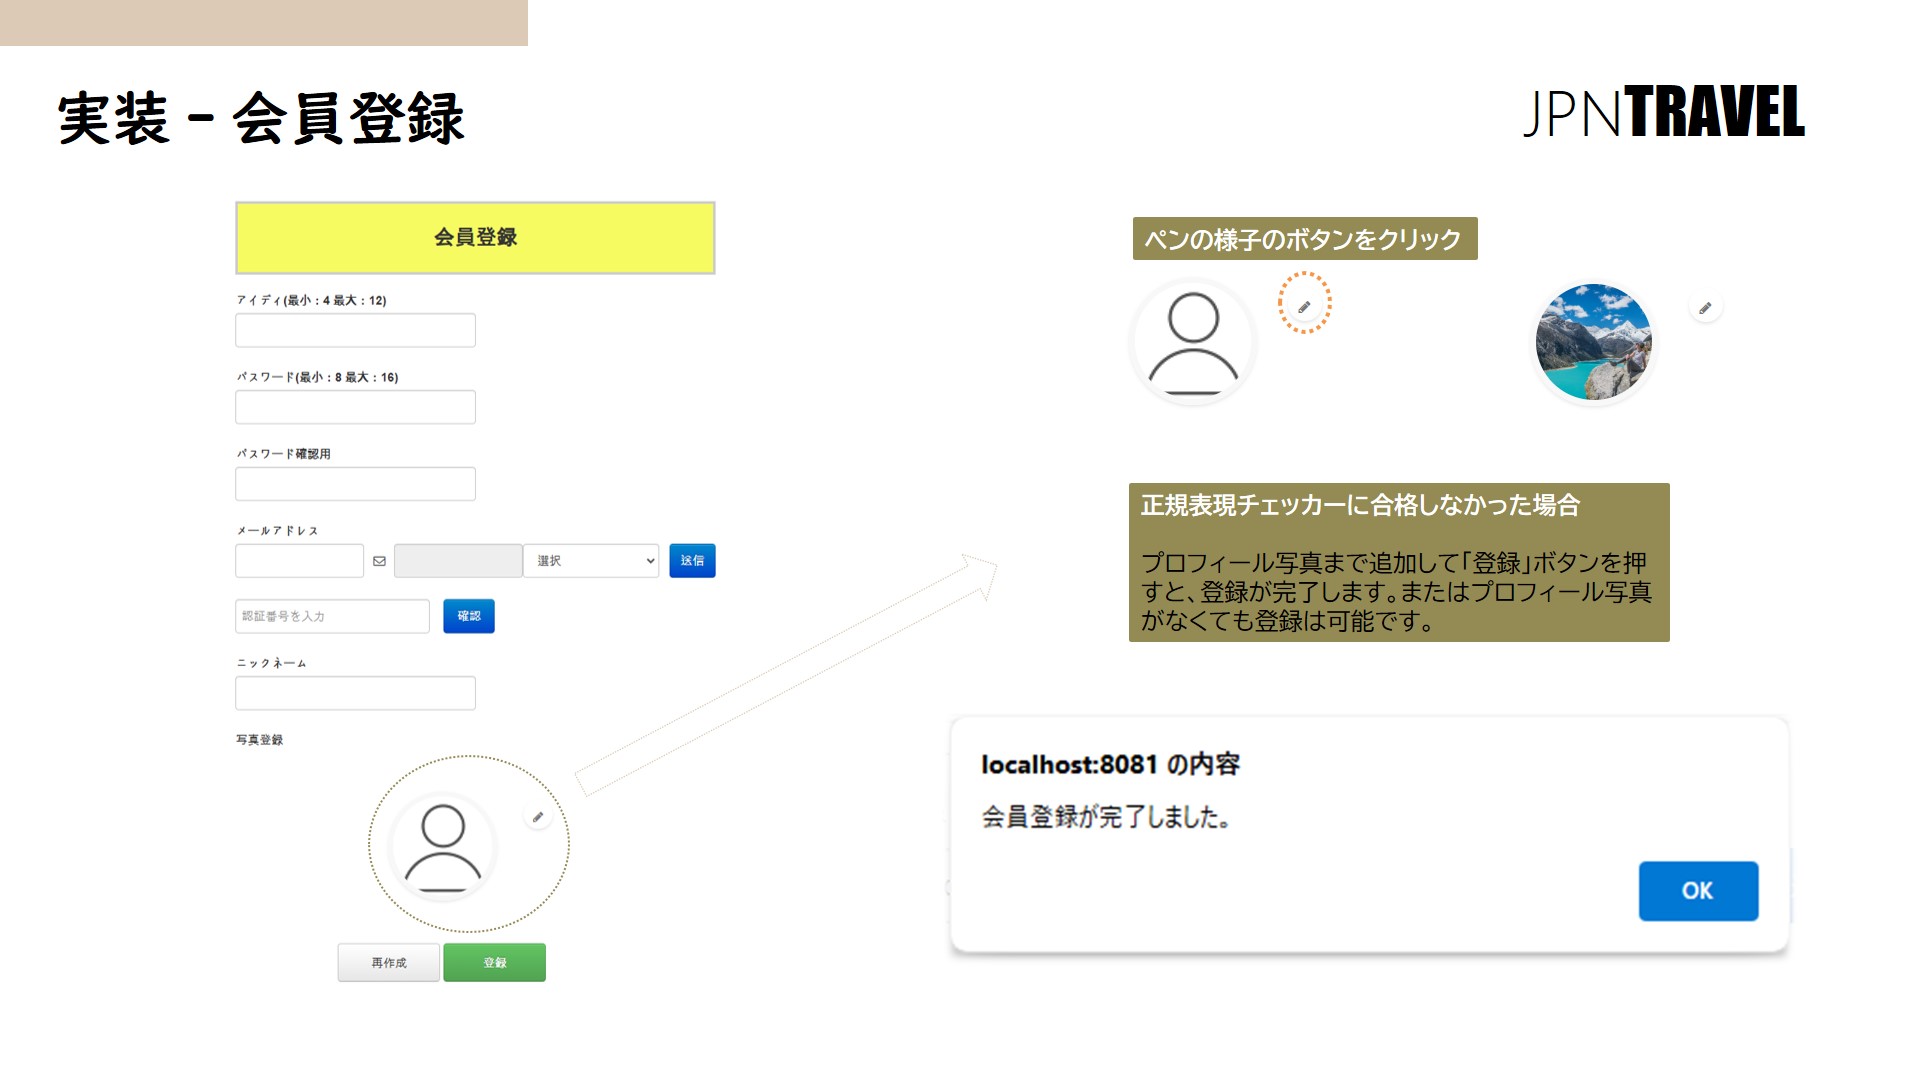 実装 - 会員登録
JPNTRAVEL
会員登録
アイディ(最小：4 最大：12)
パスワード(最小：8 最大：16)
パスワード確認用
メールアドレス
選択
送信
認証番号を入力
確認
ニックネーム
写真登録
再作成
登録
ペンの様子のボタンをクリック
正規表現チェッカーに合格しなかった場合
プロフィール写真まで追加して「登録」ボタンを押
すと、登録が完了します。またはプロフィール写真
がなくても登録は可能です。
localhost:8081 の内容
会員登録が完了しました。
OK